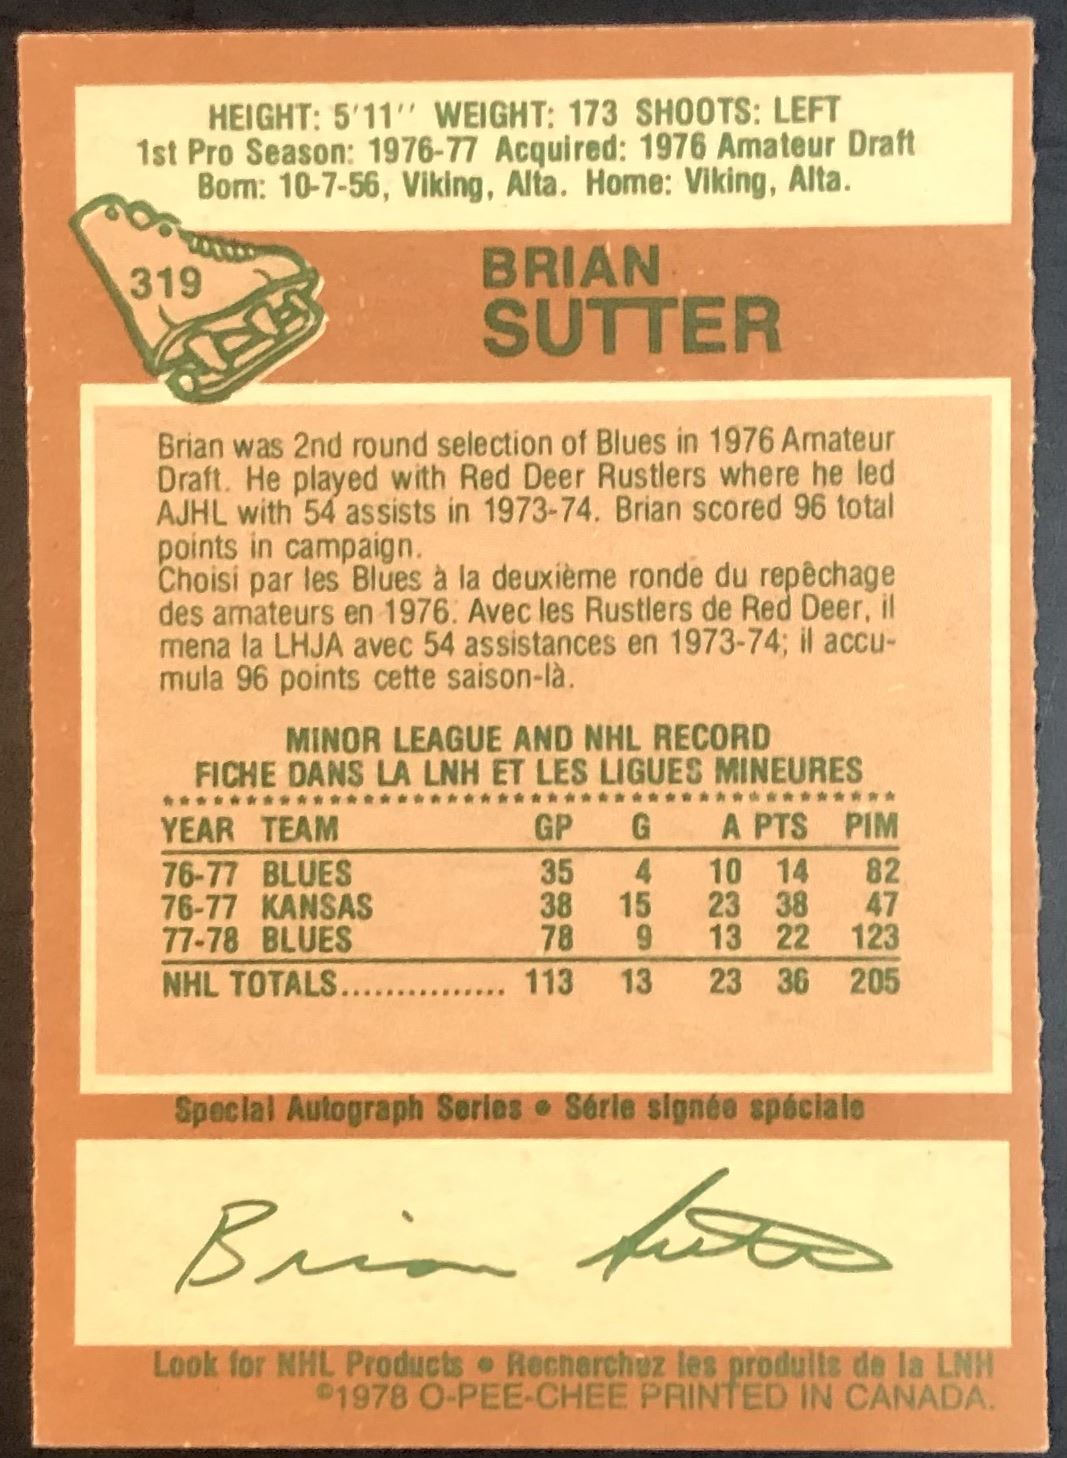 HEIGHT: 5'11'' WEIGHT: 173 SHOOTS: LEFT
1st Pro Season: 1976-77 Acquired: 1976 Amateur Draft
Born: 10-7-56, Viking, Alta. Home: Viking, Alta.
319
BRIAN
SUTTER
Brian was 2nd round selection of Blues in 1976 Amateur
Draft. He played with Red Deer Rustlers where he led
AJHL with 54 assists in 1973-74. Brian scored 96 total
points in campaign.
Choisi par les Blues à la deuxième ronde du repêchage
des amateurs en 1976. Avec les Rustlers de Red Deer, il
mena la LHJA avec 54 assistances en 1973-74; il accu-
mula 96 points cette saison-là.
MINOR LEAGUE AND NHL RECORD
FICHE DANS LA LNH ET LES LIGUES MINEURES
YEAR TEAM GP G A PTS PIM
76-77 BLUES 35 4 10 14 82
76-77 KANSAS 38 15 23 38 47
77-78 BLUES 78 9 13 22 123
NHL TOTALS............... 113 13 23 36 205
Special Autograph Series • Série signée spéciale
Brian Sutter
Look for NHL Products • Recherchez les produits de la LNH
©1978 O-PEE-CHEE PRINTED IN CANADA.